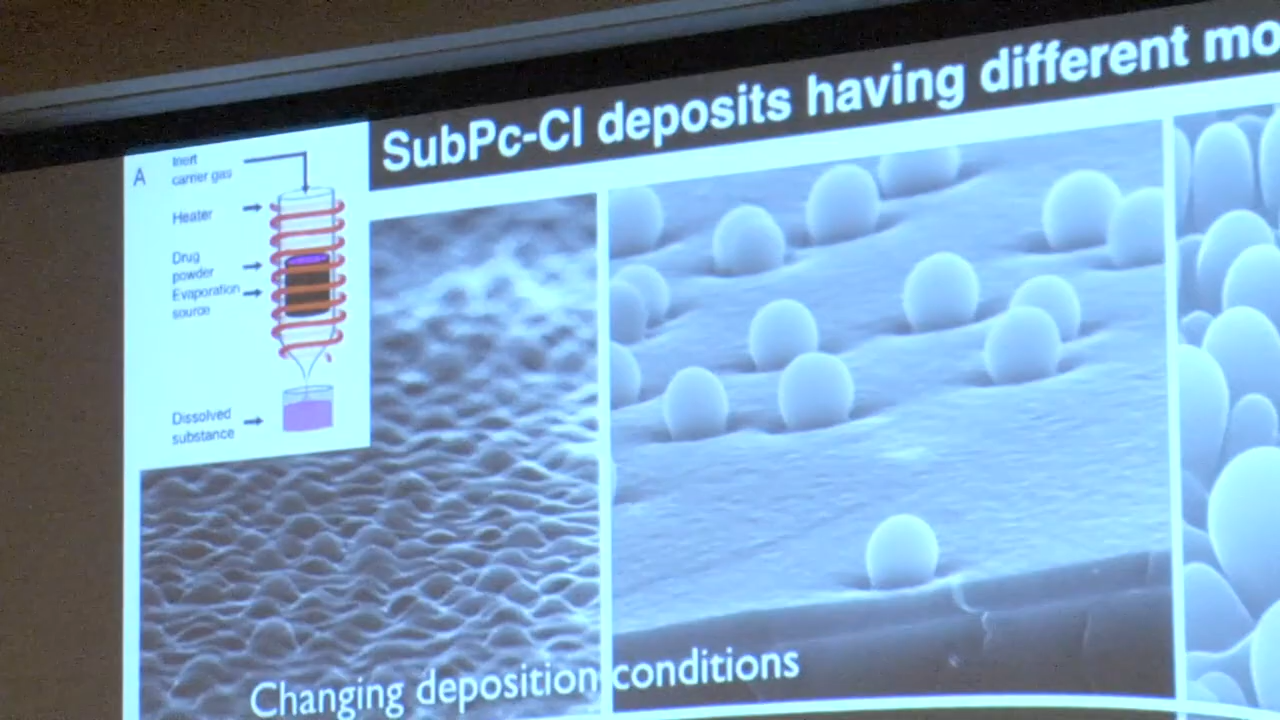 SubPc-Cl deposits having different mo
A
Inert
carrier gas
Heater
Drug
powder
Evaporation
source
Dissolved
substance
Changing deposition conditions